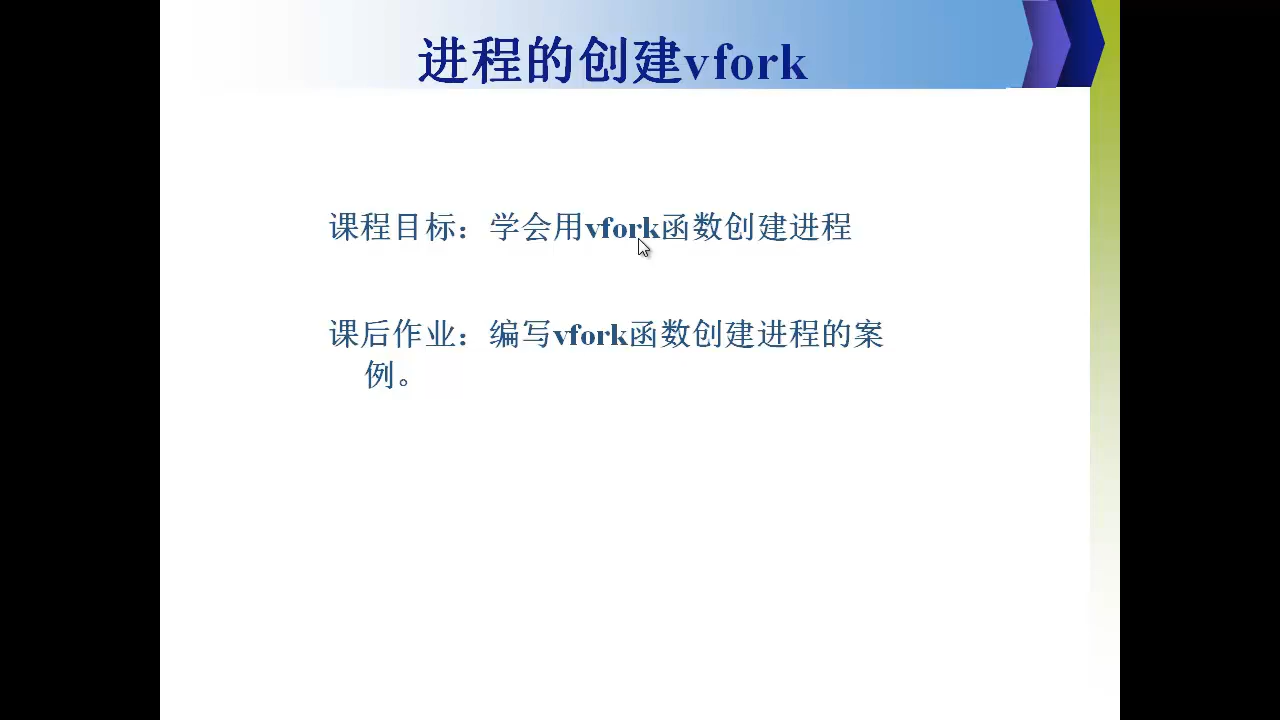 进程的创建vfork
课程目标：学会用vfork函数创建进程
课后作业：编写vfork函数创建进程的案
例。